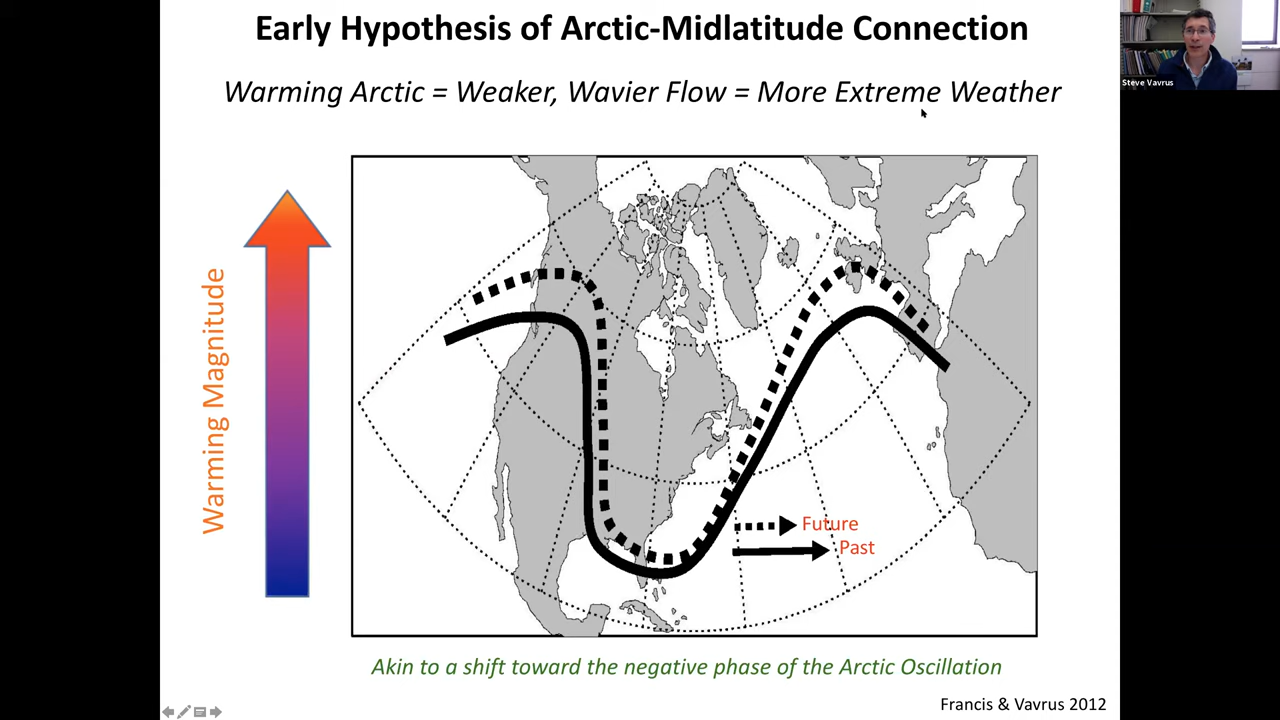 Early Hypothesis of Arctic-Midlatitude Connection
Steve Vavrus
Warming Arctic = Weaker, Wavier Flow = More Extreme Weather
Warming Magnitude
Future
Past
Akin to a shift toward the negative phase of the Arctic Oscillation
Francis & Vavrus 2012